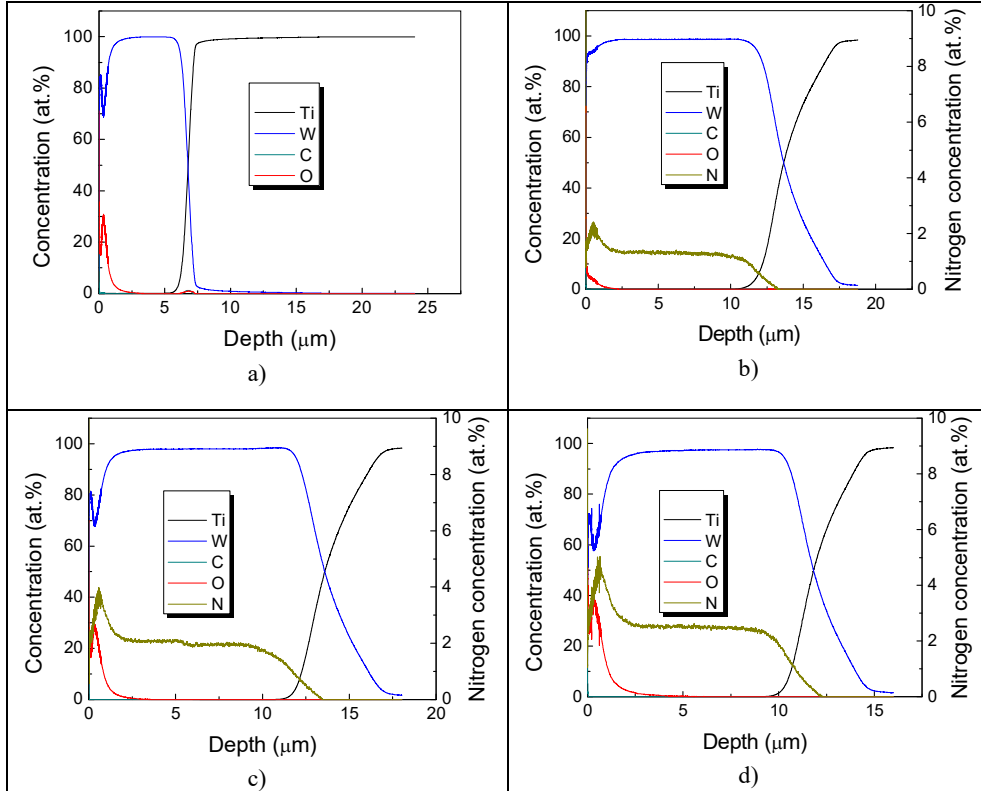 100
80
60
40
20
0
Concentration (at.%)
Ti
W
C
O
0
5
10
15
20
25
Depth (μm)
a)
100
80
60
40
20
0
Concentration (at.%)
Ti
W
C
O
N
10
8
6
4
2
0
Nitrogen concentration (at.%)
0
5
10
15
20
Depth (μm)
b)
100
80
60
40
20
0
Concentration (at.%)
Ti
W
C
O
N
10
8
6
4
2
0
Nitrogen concentration (at.%)
0
5
10
15
20
Depth (μm)
c)
100
80
60
40
20
0
Concentration (at.%)
Ti
W
C
O
N
10
8
6
4
2
0
Nitrogen concentration (at.%)
0
5
10
15
Depth (μm)
d)